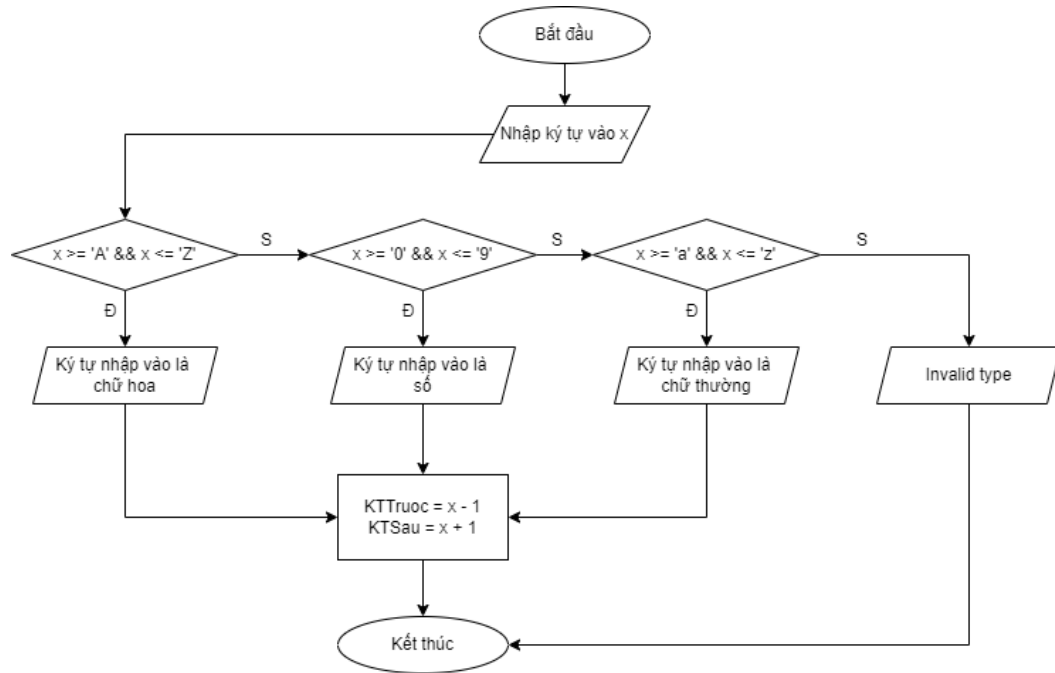 Bắt đầu
Nhập ký tự vào x
x >= 'A' && x <= 'Z'
S
x >= '0' && x <= '9'
S
x >= 'a' && x <= 'z'
S
Đ
Đ
Đ
Ký tự nhập vào là
chữ hoa
Ký tự nhập vào là
số
Ký tự nhập vào là
chữ thường
Invalid type
KTTruoc = x - 1
KTSau = x + 1
Kết thúc